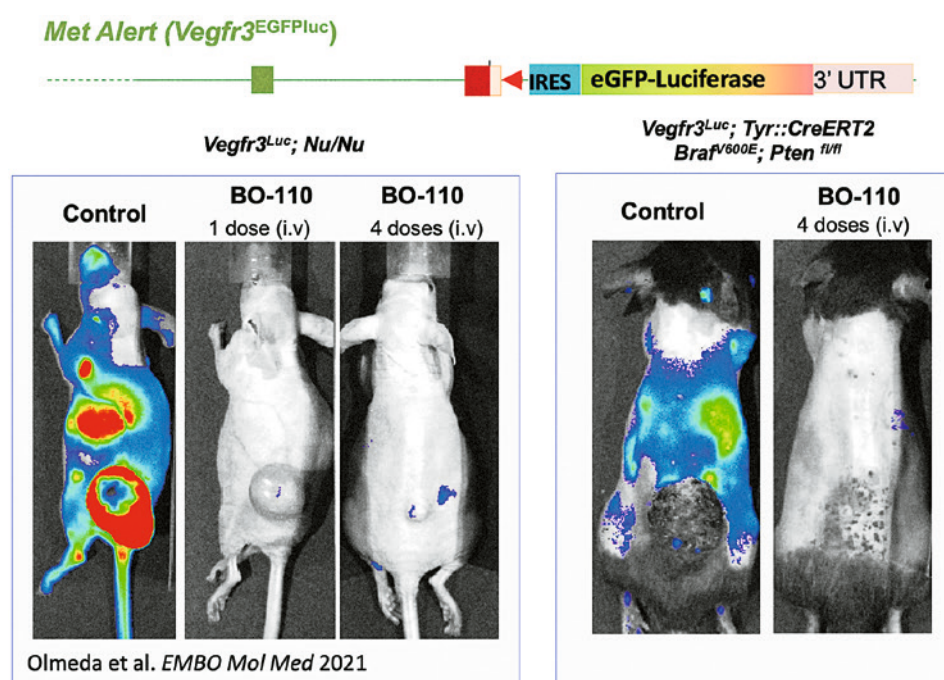 Met Alert (Vegfr3EGFPluc)
IRES eGFP-Luciferase 3' UTR
Vegfr3Luc; Nu/Nu
Vegfr3Luc; Tyr::CreERT2
BrafV600E; Pten fl/fl
Control
BO-110
1 dose (i.v)
BO-110
4 doses (i.v)
Control
BO-110
4 doses (i.v)
Olmeda et al. EMBO Mol Med 2021